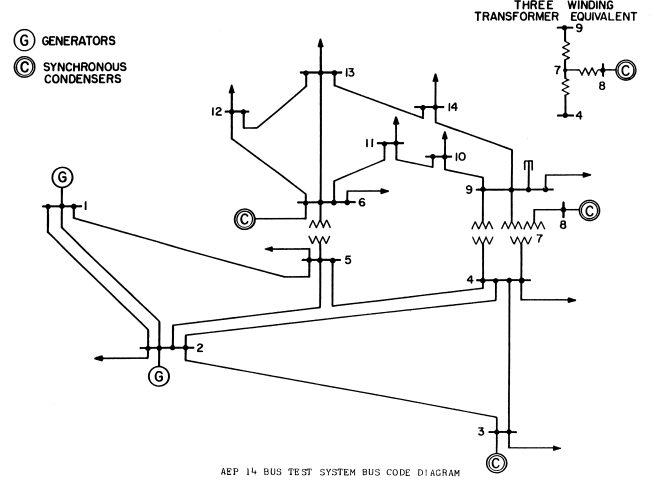 THREE WINDING
TRANSFORMER EQUIVALENT
G GENERATORS
C SYNCHRONOUS
CONDENSERS
9
7
C
8
4
13
12
14
11
10
9
G
1
6
C
C
8
7
5
4
2
G
3
C
AEP 14 BUS TEST SYSTEM BUS CODE DIAGRAM